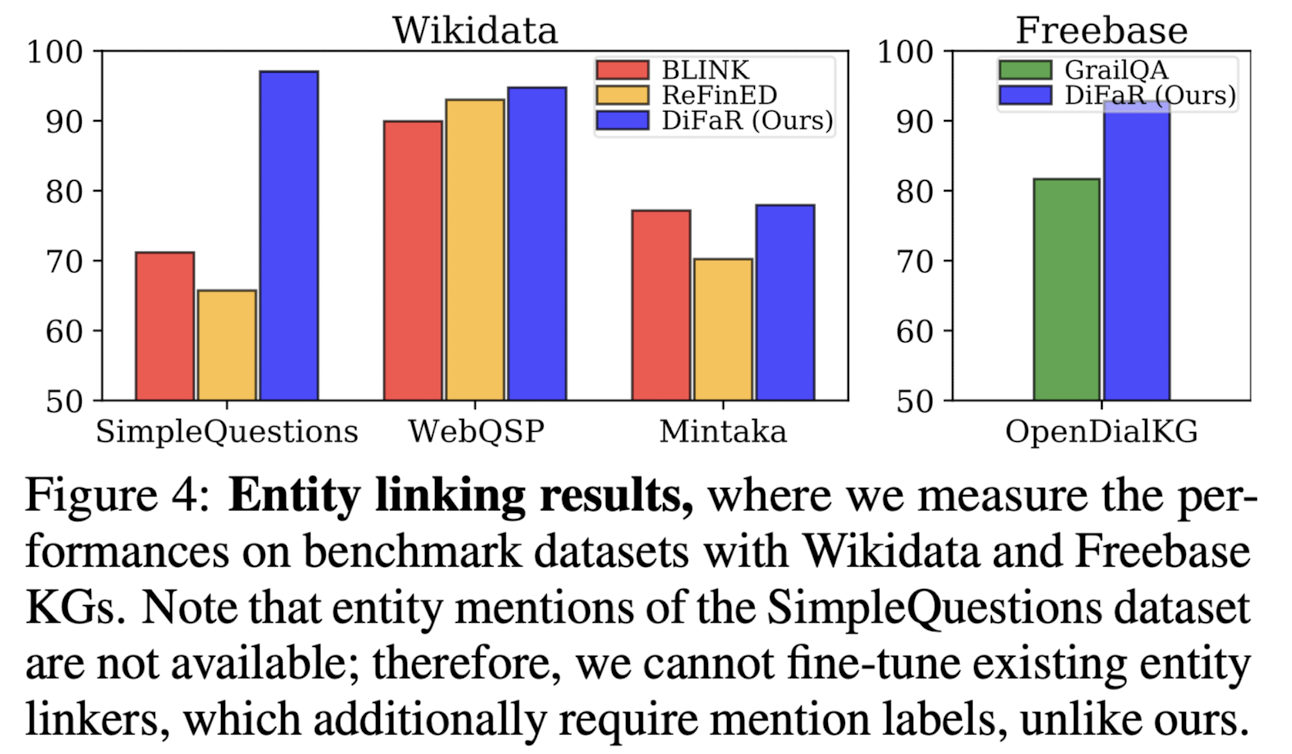 Wikidata
Freebase
100
90
80
70
60
50
BLINK
ReFinED
DiFaR (Ours)
SimpleQuestions
WebQSP
Mintaka
100
90
80
70
60
50
GrailQA
DiFaR (Ours)
OpenDialKG
Figure 4: Entity linking results, where we measure the per-
formances on benchmark datasets with Wikidata and Freebase
KGs. Note that entity mentions of the SimpleQuestions dataset
are not available; therefore, we cannot fine-tune existing entity
linkers, which additionally require mention labels, unlike ours.